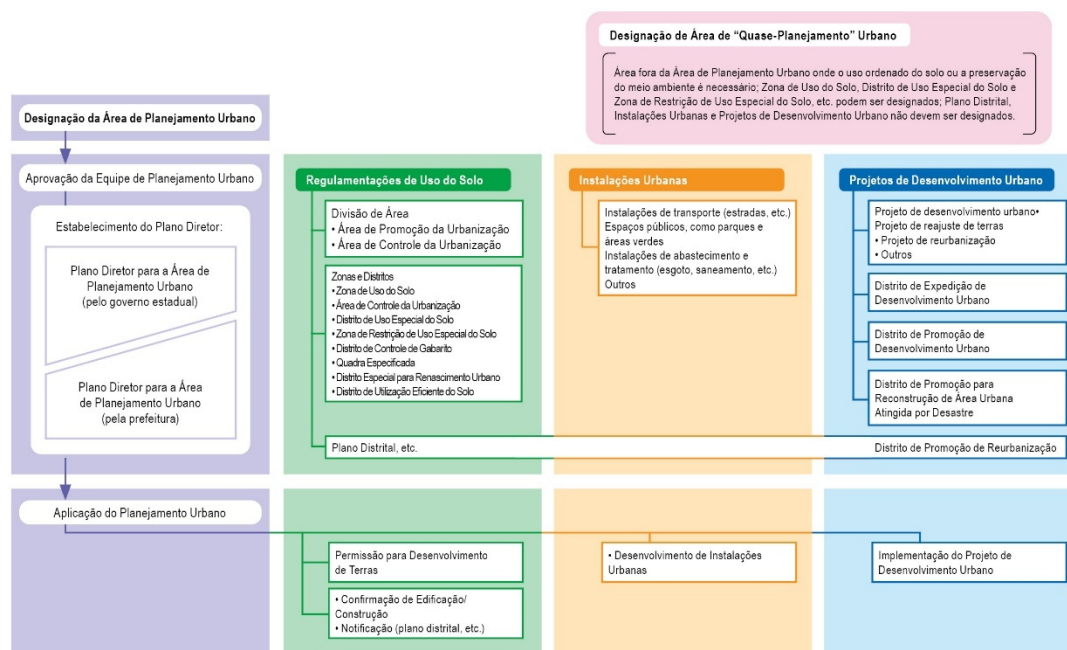 Designação de Área de “Quase-Planejamento” Urbano
Área fora da Área de Planejamento Urbano onde o uso ordenado do solo ou a preservação
do meio ambiente é necessário; Zona de Uso do Solo, Distrito de Uso Especial do Solo e
Zona de Restrição de Uso Especial do Solo, etc. podem ser designados; Plano Distrital,
Instalações Urbanas e Projetos de Desenvolvimento Urbano não devem ser designados.
Designação da Área de Planejamento Urbano
Aprovação da Equipe de Planejamento Urbano
Estabelecimento do Plano Diretor:
Plano Diretor para a Área de
Planejamento Urbano
(pelo governo estadual)
Plano Diretor para a Área
de Planejamento Urbano
(pela prefeitura)
Regulamentações de Uso do Solo
Divisão de Área
• Área de Promoção da Urbanização
• Área de Controle da Urbanização
Zonas e Distritos
• Zona de Uso do Solo
• Área de Controle da Urbanização
• Distrito de Uso Especial do Solo
• Zona de Restrição de Uso Especial do Solo
• Distrito de Controle de Gabarito
• Quadra Especificada
• Distrito Especial para Renascimento Urbano
• Distrito de Utilização Eficiente do Solo
Plano Distrital, etc.
Instalações Urbanas
Instalações de transporte (estradas, etc.)
Espaços públicos, como parques e
áreas verdes
Instalações de abastecimento e
tratamento (esgoto, saneamento, etc.)
Outros
Projetos de Desenvolvimento Urbano
Projeto de desenvolvimento urbano•
Projeto de reajuste de terras
• Projeto de reurbanização
• Outros
Distrito de Expedição de
Desenvolvimento Urbano
Distrito de Promoção de
Desenvolvimento Urbano
Distrito de Promoção para
Reconstrução de Área Urbana
Atingida por Desastre
Distrito de Promoção de Reurbanização
Aplicação do Planejamento Urbano
Permissão para Desenvolvimento
de Terras
• Confirmação de Edificação/
Construção
• Notificação (plano distrital, etc.)
• Desenvolvimento de Instalações
Urbanas
Implementação do Projeto de
Desenvolvimento Urbano